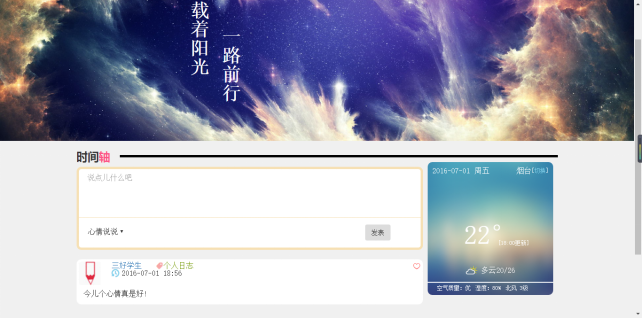 载着阳光
一路前行
时间轴
说点儿什么吧
心情说说▼
发表
三好学生 个人日志
2016-07-01 18:56
今儿个心情真是好!
2016-07-01 周五 烟台[切换]
22°[18:00更新]
多云20/26
空气质量: 优 湿度: 60% 北风 3级